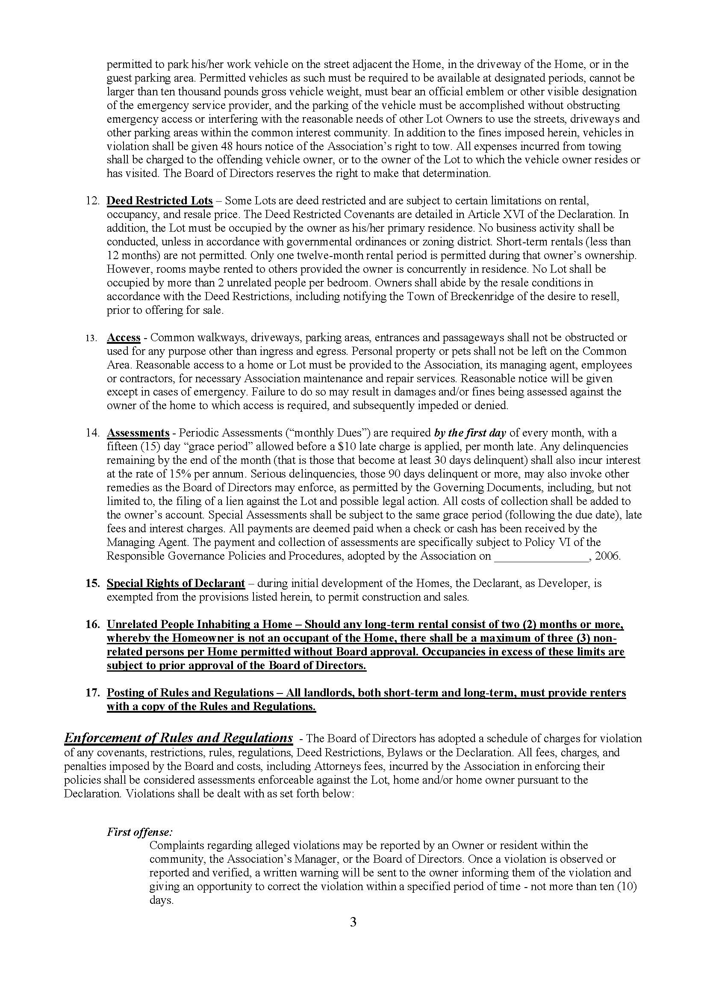 permitted to park his/her work vehicle on the street adjacent the Home, in the driveway of the Home, or in the
guest parking area. Permitted vehicles as such must be required to be available at designated periods, cannot be
larger than ten thousand pounds gross vehicle weight, must bear an official emblem or other visible designation
of the emergency service provider, and the parking of the vehicle must be accomplished without obstructing
emergency access or interfering with the reasonable needs of other Lot Owners to use the streets, driveways and
other parking areas within the common interest community. In addition to the fines imposed herein, vehicles in
violation shall be given 48 hours notice of the Association’s right to tow. All expenses incurred from towing
shall be charged to the offending vehicle owner, or to the owner of the Lot to which the vehicle owner resides or
has visited. The Board of Directors reserves the right to make that determination.
12. Deed Restricted Lots – Some Lots are deed restricted and are subject to certain limitations on rental,
occupancy, and resale price. The Deed Restricted Covenants are detailed in Article XVI of the Declaration. In
addition, the Lot must be occupied by the owner as his/her primary residence. No business activity shall be
conducted, unless in accordance with governmental ordinances or zoning district. Short-term rentals (less than
12 months) are not permitted. Only one twelve-month rental period is permitted during that owner’s ownership.
However, rooms maybe rented to others provided the owner is concurrently in residence. No Lot shall be
occupied by more than 2 unrelated people per bedroom. Owners shall abide by the resale conditions in
accordance with the Deed Restrictions, including notifying the Town of Breckenridge of the desire to resell,
prior to offering for sale.
13. Access - Common walkways, driveways, parking areas, entrances and passageways shall not be obstructed or
used for any purpose other than ingress and egress. Personal property or pets shall not be left on the Common
Area. Reasonable access to a home or Lot must be provided to the Association, its managing agent, employees
or contractors, for necessary Association maintenance and repair services. Reasonable notice will be given
except in cases of emergency. Failure to do so may result in damages and/or fines being assessed against the
owner of the home to which access is required, and subsequently impeded or denied.
14. Assessments - Periodic Assessments (“monthly Dues”) are required by the first day of every month, with a
fifteen (15) day “grace period” allowed before a $10 late charge is applied, per month late. Any delinquencies
remaining by the end of the month (that is those that become at least 30 days delinquent) shall also incur interest
at the rate of 15% per annum. Serious delinquencies, those 90 days delinquent or more, may also invoke other
remedies as the Board of Directors may enforce, as permitted by the Governing Documents, including, but not
limited to, the filing of a lien against the Lot and possible legal action. All costs of collection shall be added to
the owner’s account. Special Assessments shall be subject to the same grace period (following the due date), late
fees and interest charges. All payments are deemed paid when a check or cash has been received by the
Managing Agent. The payment and collection of assessments are specifically subject to Policy VI of the
Responsible Governance Policies and Procedures, adopted by the Association on ________________, 2006.
15. Special Rights of Declarant – during initial development of the Homes, the Declarant, as Developer, is
exempted from the provisions listed herein, to permit construction and sales.
16. Unrelated People Inhabiting a Home – Should any long-term rental consist of two (2) months or more,
whereby the Homeowner is not an occupant of the Home, there shall be a maximum of three (3) non-
related persons per Home permitted without Board approval. Occupancies in excess of these limits are
subject to prior approval of the Board of Directors.
17. Posting of Rules and Regulations – All landlords, both short-term and long-term, must provide renters
with a copy of the Rules and Regulations.
Enforcement of Rules and Regulations - The Board of Directors has adopted a schedule of charges for violation
of any covenants, restrictions, rules, regulations, Deed Restrictions, Bylaws or the Declaration. All fees, charges, and
penalties imposed by the Board and costs, including Attorneys fees, incurred by the Association in enforcing their
policies shall be considered assessments enforceable against the Lot, home and/or home owner pursuant to the
Declaration. Violations shall be dealt with as set forth below:
First offense:
Complaints regarding alleged violations may be reported by an Owner or resident within the
community, the Association’s Manager, or the Board of Directors. Once a violation is observed or
reported and verified, a written warning will be sent to the owner informing them of the violation and
giving an opportunity to correct the violation within a specified period of time - not more than ten (10)
days.
3